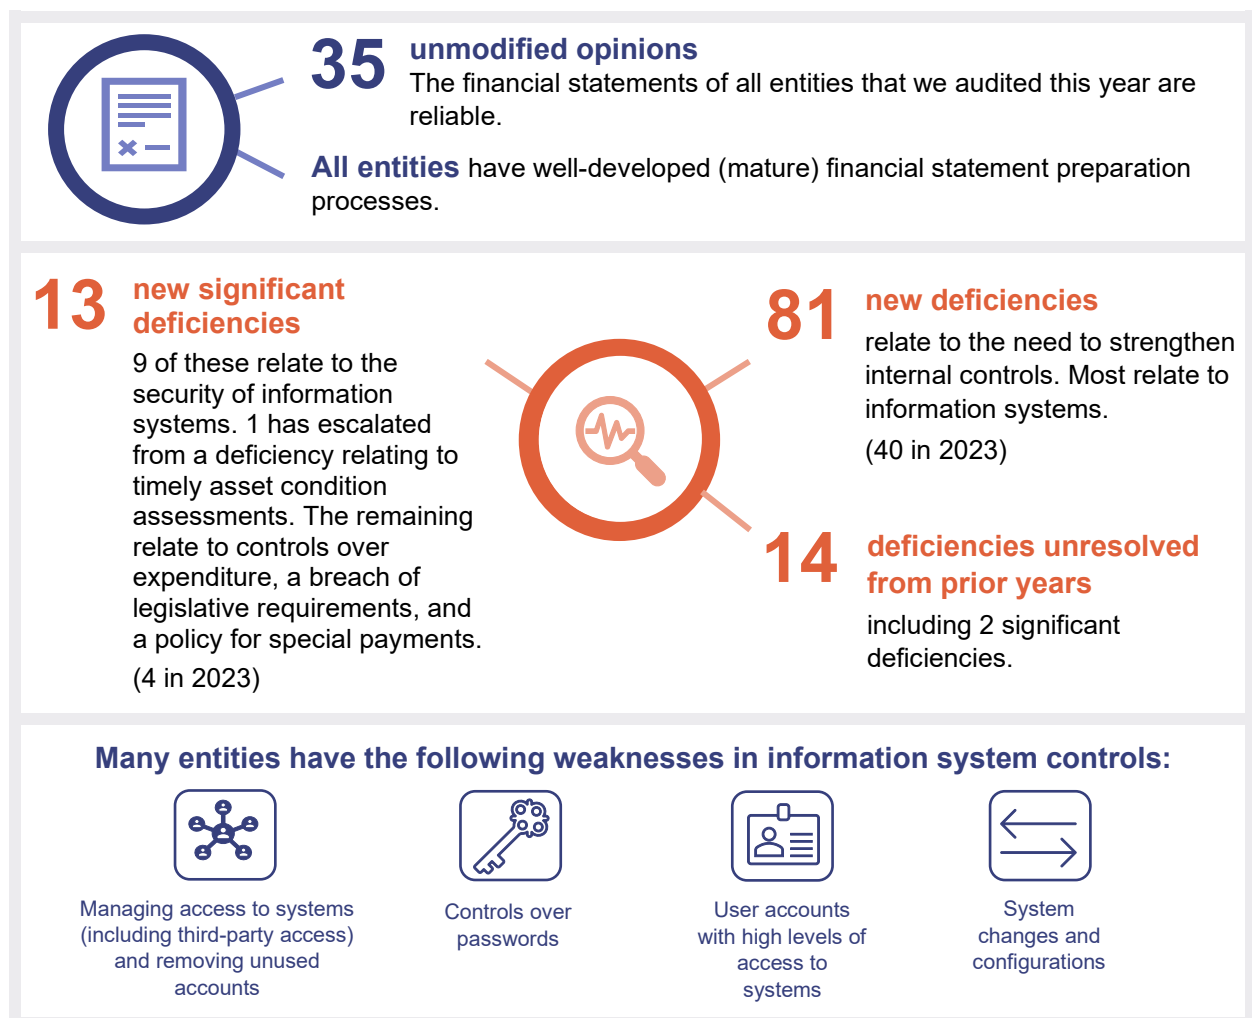 35 unmodified opinions
The financial statements of all entities that we audited this year are
reliable.
All entities have well-developed (mature) financial statement preparation
processes.
13 new significant
deficiencies
9 of these relate to the
security of information
systems. 1 has escalated
from a deficiency relating to
timely asset condition
assessments. The remaining
relate to controls over
expenditure, a breach of
legislative requirements, and
a policy for special payments.
(4 in 2023)
81 new deficiencies
relate to the need to strengthen
internal controls. Most relate to
information systems.
(40 in 2023)
14 deficiencies unresolved
from prior years
including 2 significant
deficiencies.
Many entities have the following weaknesses in information system controls:
Managing access to systems
(including third-party access)
and removing unused
accounts
Controls over
passwords
User accounts
with high levels of
access to
systems
System
changes and
configurations